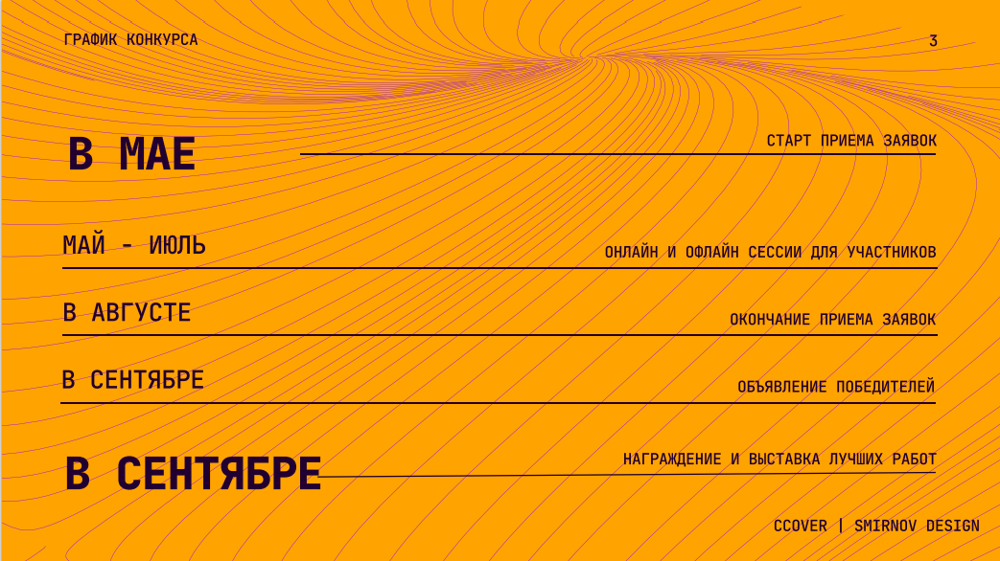 ГРАФИК КОНКУРСА
3
В МАЕ
СТАРТ ПРИЕМА ЗАЯВОК
МАЙ - ИЮЛЬ
ОНЛАЙН И ОФЛАЙН СЕССИИ ДЛЯ УЧАСТНИКОВ
В АВГУСТЕ
ОКОНЧАНИЕ ПРИЕМА ЗАЯВОК
В СЕНТЯБРЕ
ОБЪЯВЛЕНИЕ ПОБЕДИТЕЛЕЙ
В СЕНТЯБРЕ
НАГРАЖДЕНИЕ И ВЫСТАВКА ЛУЧШИХ РАБОТ
CCOVER | SMIRNOV DESIGN